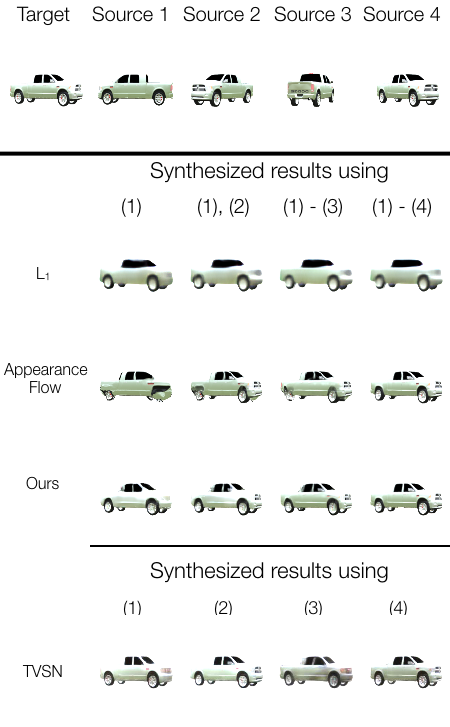 Target Source 1 Source 2 Source 3 Source 4
Synthesized results using
(1) (1), (2) (1) - (3) (1) - (4)
L₁
Appearance
Flow
Ours
Synthesized results using
(1) (2) (3) (4)
TVSN